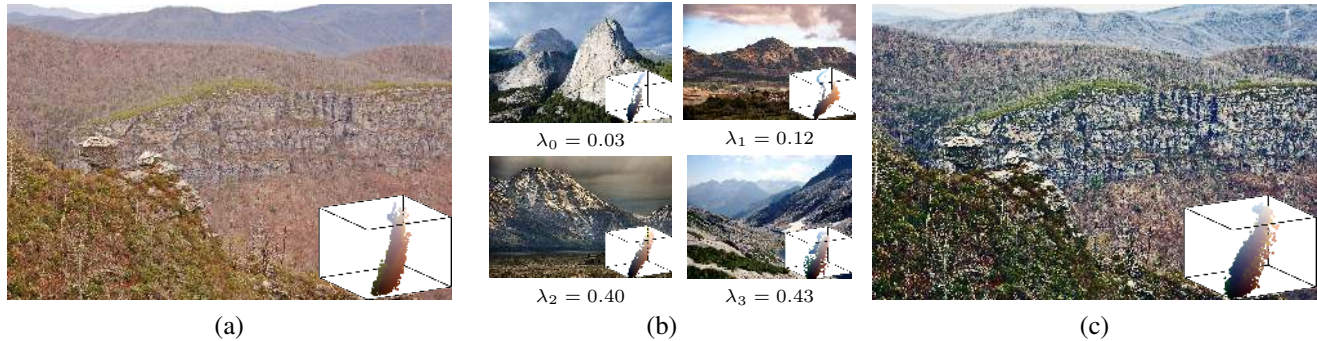 λ₀ = 0.03
λ₁ = 0.12
λ₂ = 0.40
λ₃ = 0.43
(a)
(b)
(c)